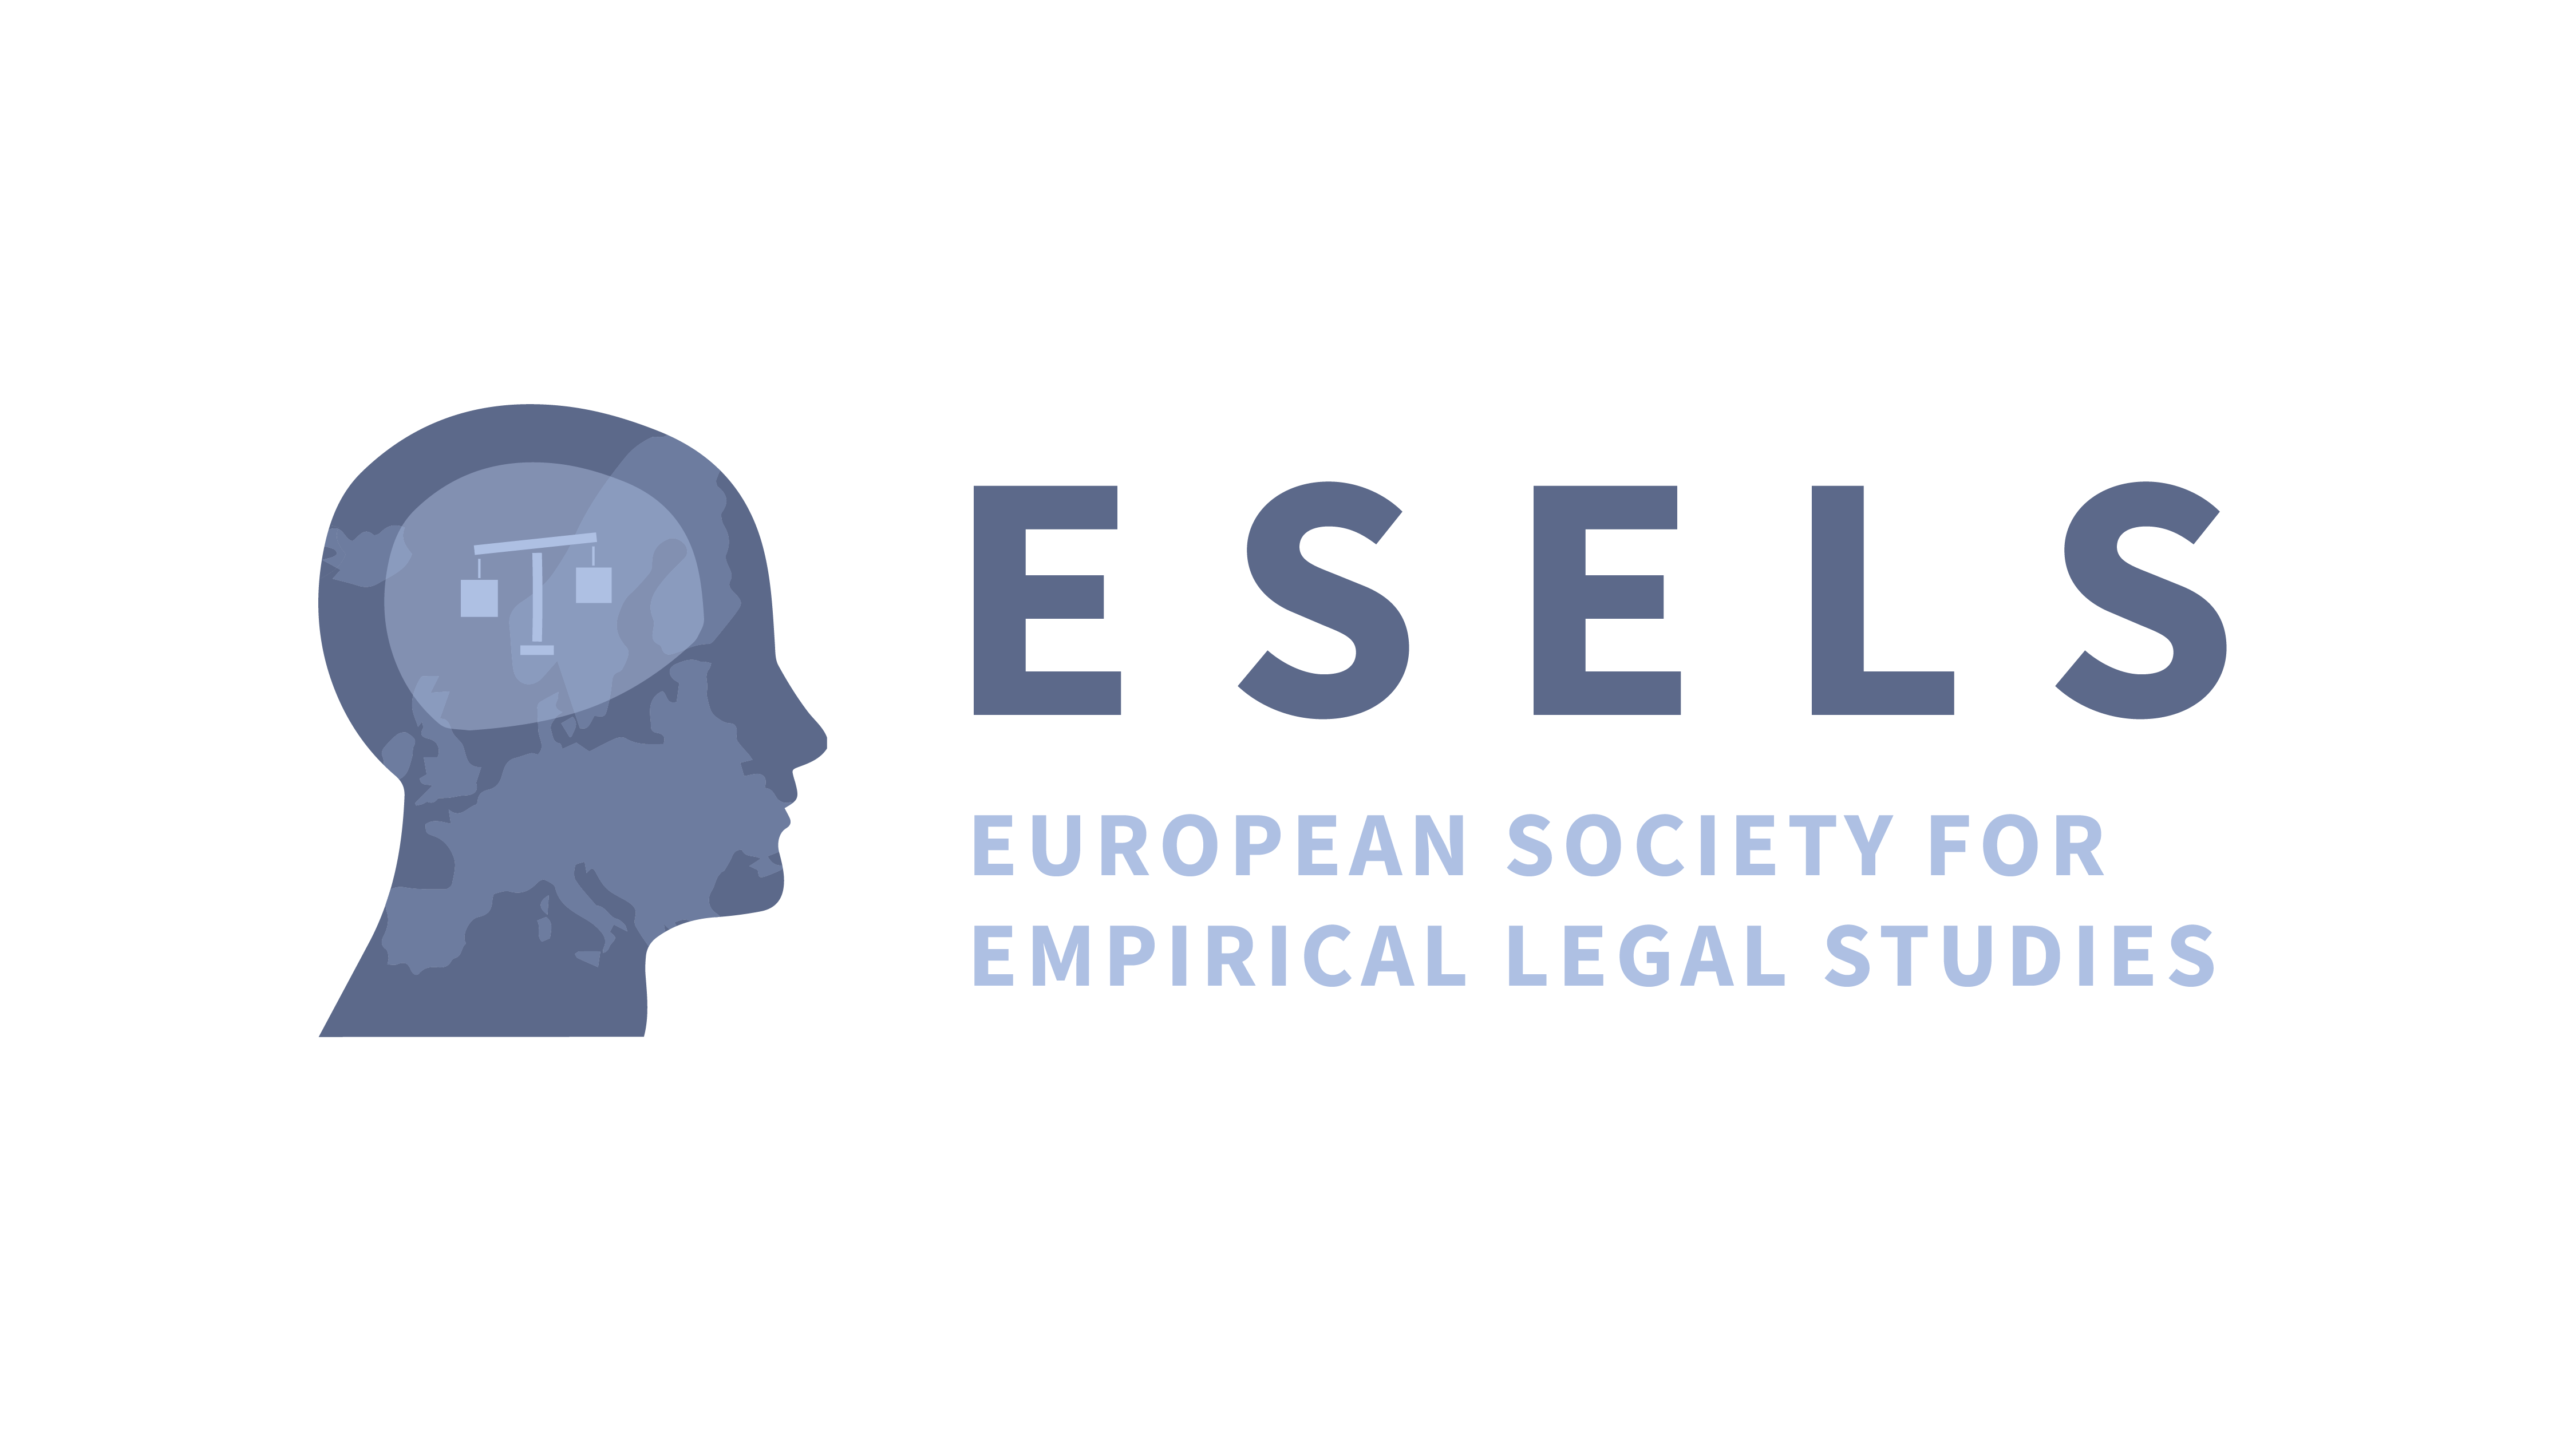 ESELS
EUROPEAN SOCIETY FOR
EMPIRICAL LEGAL STUDIES